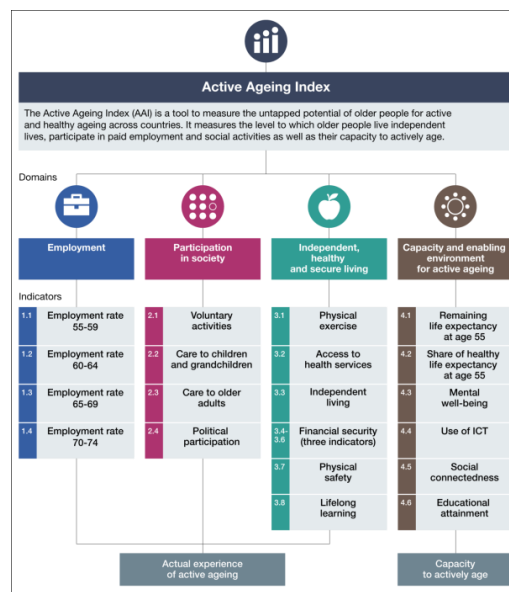 Active Ageing Index
The Active Ageing Index (AAI) is a tool to measure the untapped potential of older people for active
and healthy ageing across countries. It measures the level to which older people live independent
lives, participate in paid employment and social activities as well as their capacity to actively age.
Domains
Employment
Participation
in society
Independent,
healthy
and secure living
Capacity and enabling
environment
for active ageing
Indicators
1.1 Employment rate
55-59
1.2 Employment rate
60-64
1.3 Employment rate
65-69
1.4 Employment rate
70-74
2.1 Voluntary
activities
2.2 Care to children
and grandchildren
2.3 Care to older
adults
2.4 Political
participation
3.1 Physical
exercise
3.2 Access to
health services
3.3 Independent
living
3.4-
3.6 Financial security
(three indicators)
3.7 Physical
safety
3.8 Lifelong
learning
4.1 Remaining
life expectancy
at age 55
4.2 Share of healthy
life expectancy
at age 55
4.3 Mental
well-being
4.4 Use of ICT
4.5 Social
connectedness
4.6 Educational
attainment
Actual experience
of active ageing
Capacity
to actively age